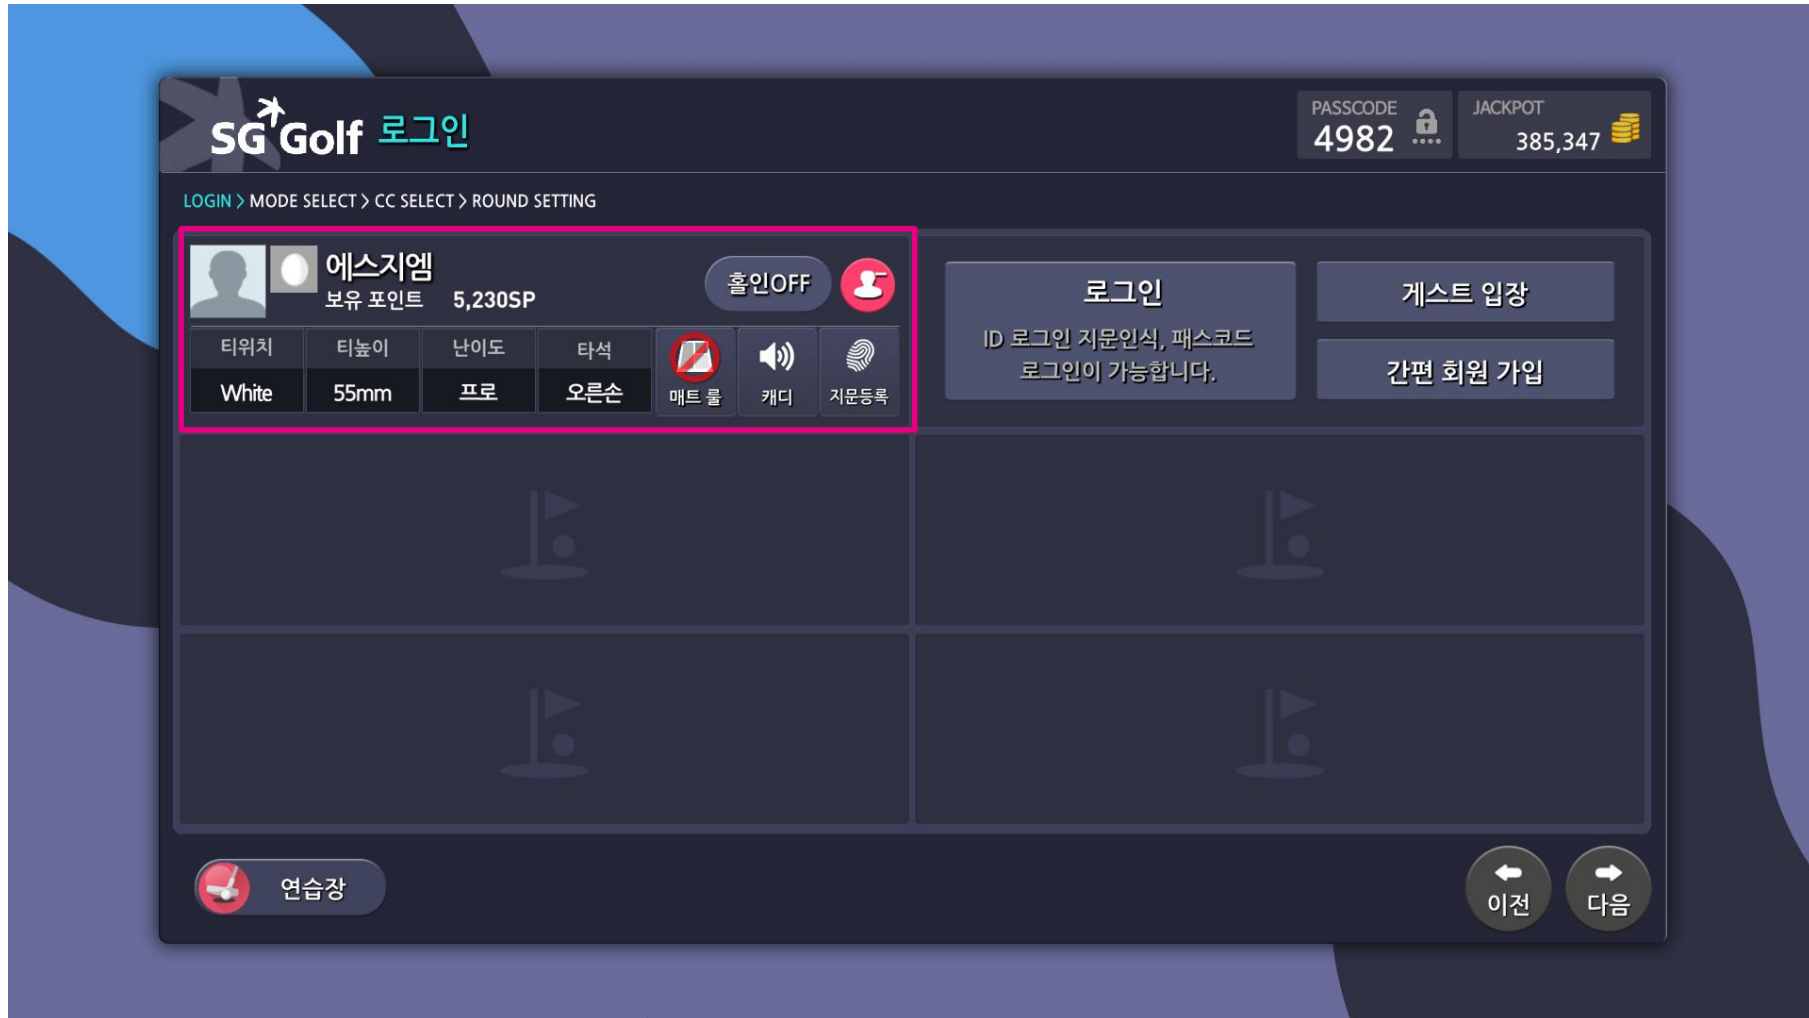 SG Golf 로그인
PASSCODE
4982
JACKPOT
385,347
LOGIN > MODE SELECT > CC SELECT > ROUND SETTING
에스지엠
보유 포인트 5,230SP
홀인OFF
티위치 티높이 난이도 타석
White 55mm 프로 오른손
매트 룰 캐디 지문등록
로그인
ID 로그인 지문인식, 패스코드
로그인이 가능합니다.
게스트 입장
간편 회원 가입
연습장
이전
다음